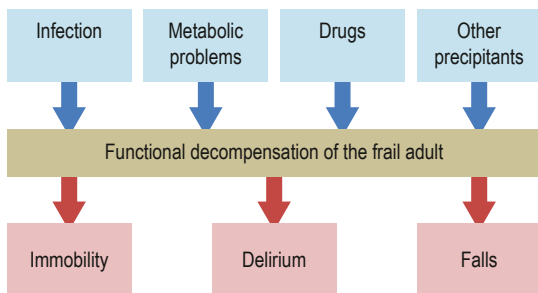 Infection
Metabolic
problems
Drugs
Other
precipitants
Functional decompensation of the frail adult
Immobility
Delirium
Falls